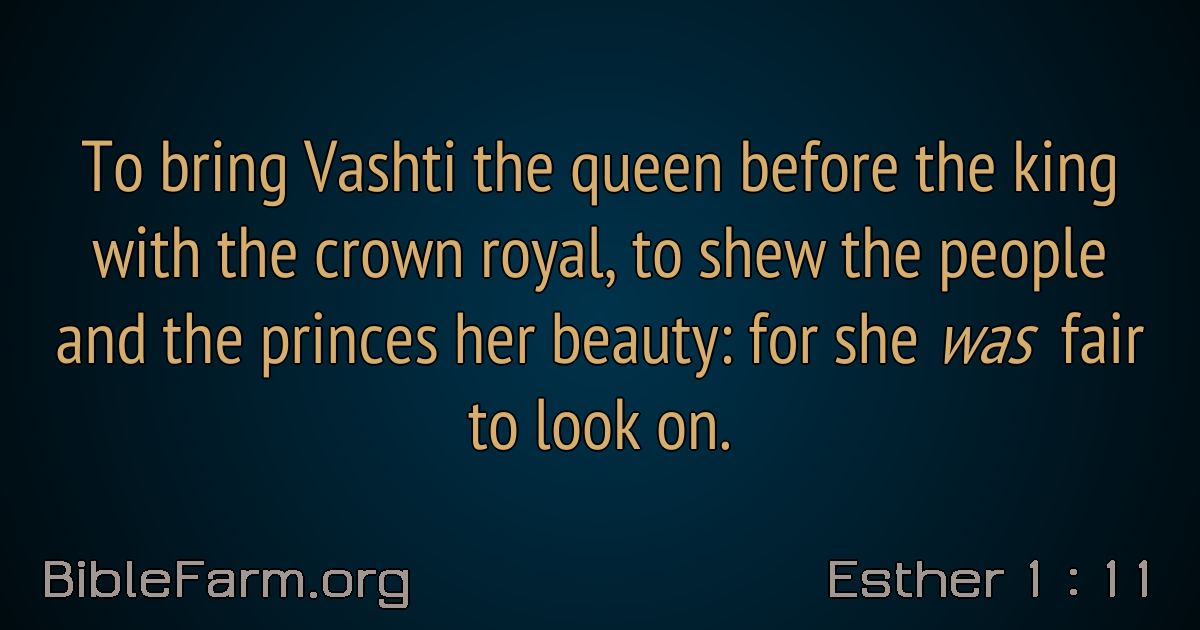 To bring Vashti the queen before the king
with the crown royal, to shew the people
and the princes her beauty: for she was fair
to look on.
BibleFarm.org
Esther 1 : 11